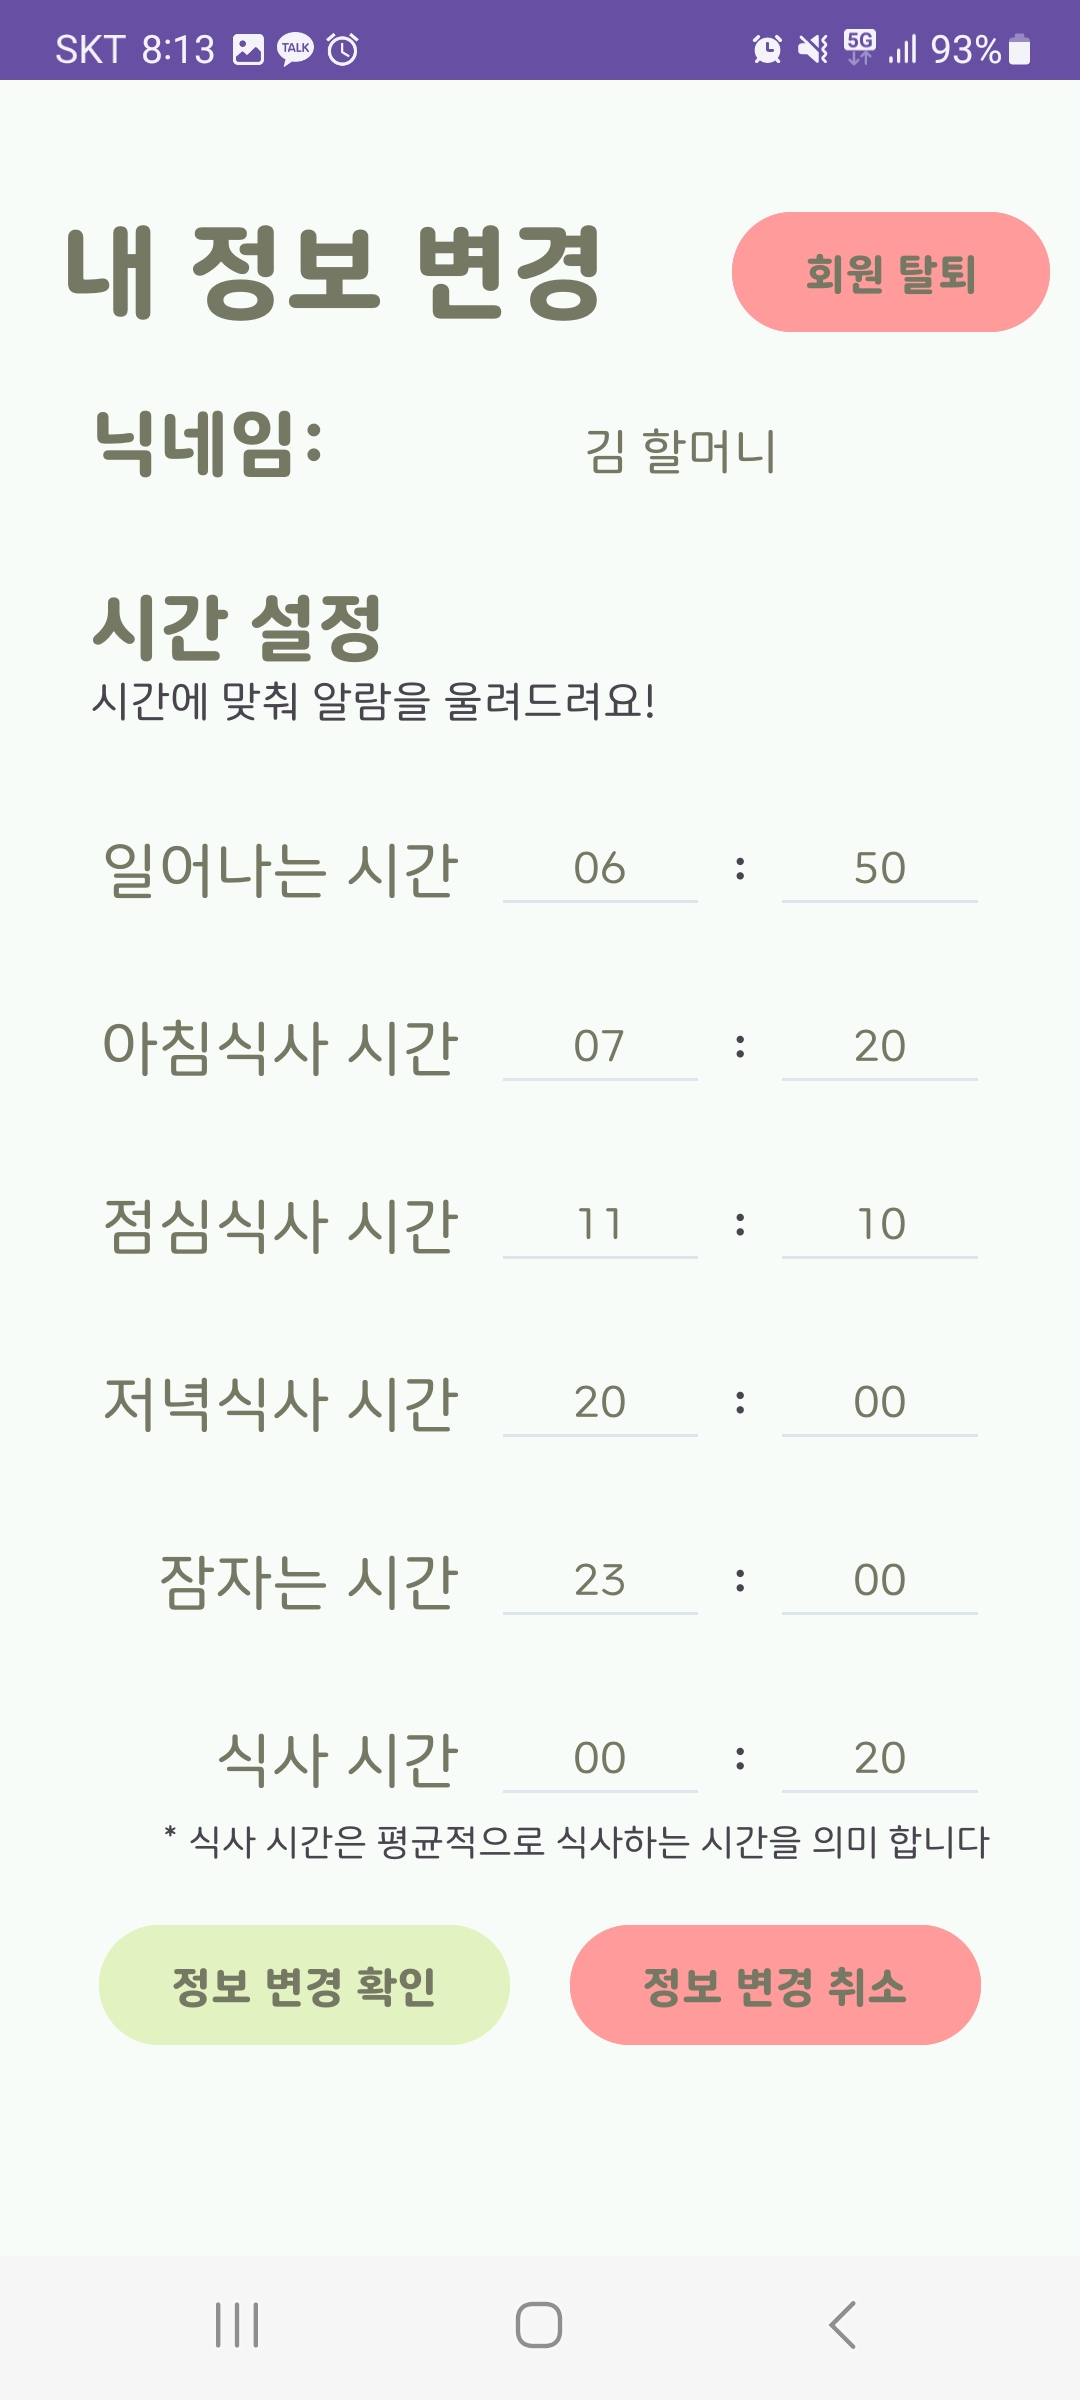 SKT 8:13 TALK 5G 93%
내 정보 변경 회원 탈퇴
닉네임: 김 할머니
시간 설정
시간에 맞춰 알람을 울려드려요!
일어나는 시간 06 : 50
아침식사 시간 07 : 20
점심식사 시간 11 : 10
저녁식사 시간 20 : 00
잠자는 시간 23 : 00
식사 시간 00 : 20
* 식사 시간은 평균적으로 식사하는 시간을 의미 합니다
정보 변경 확인 정보 변경 취소